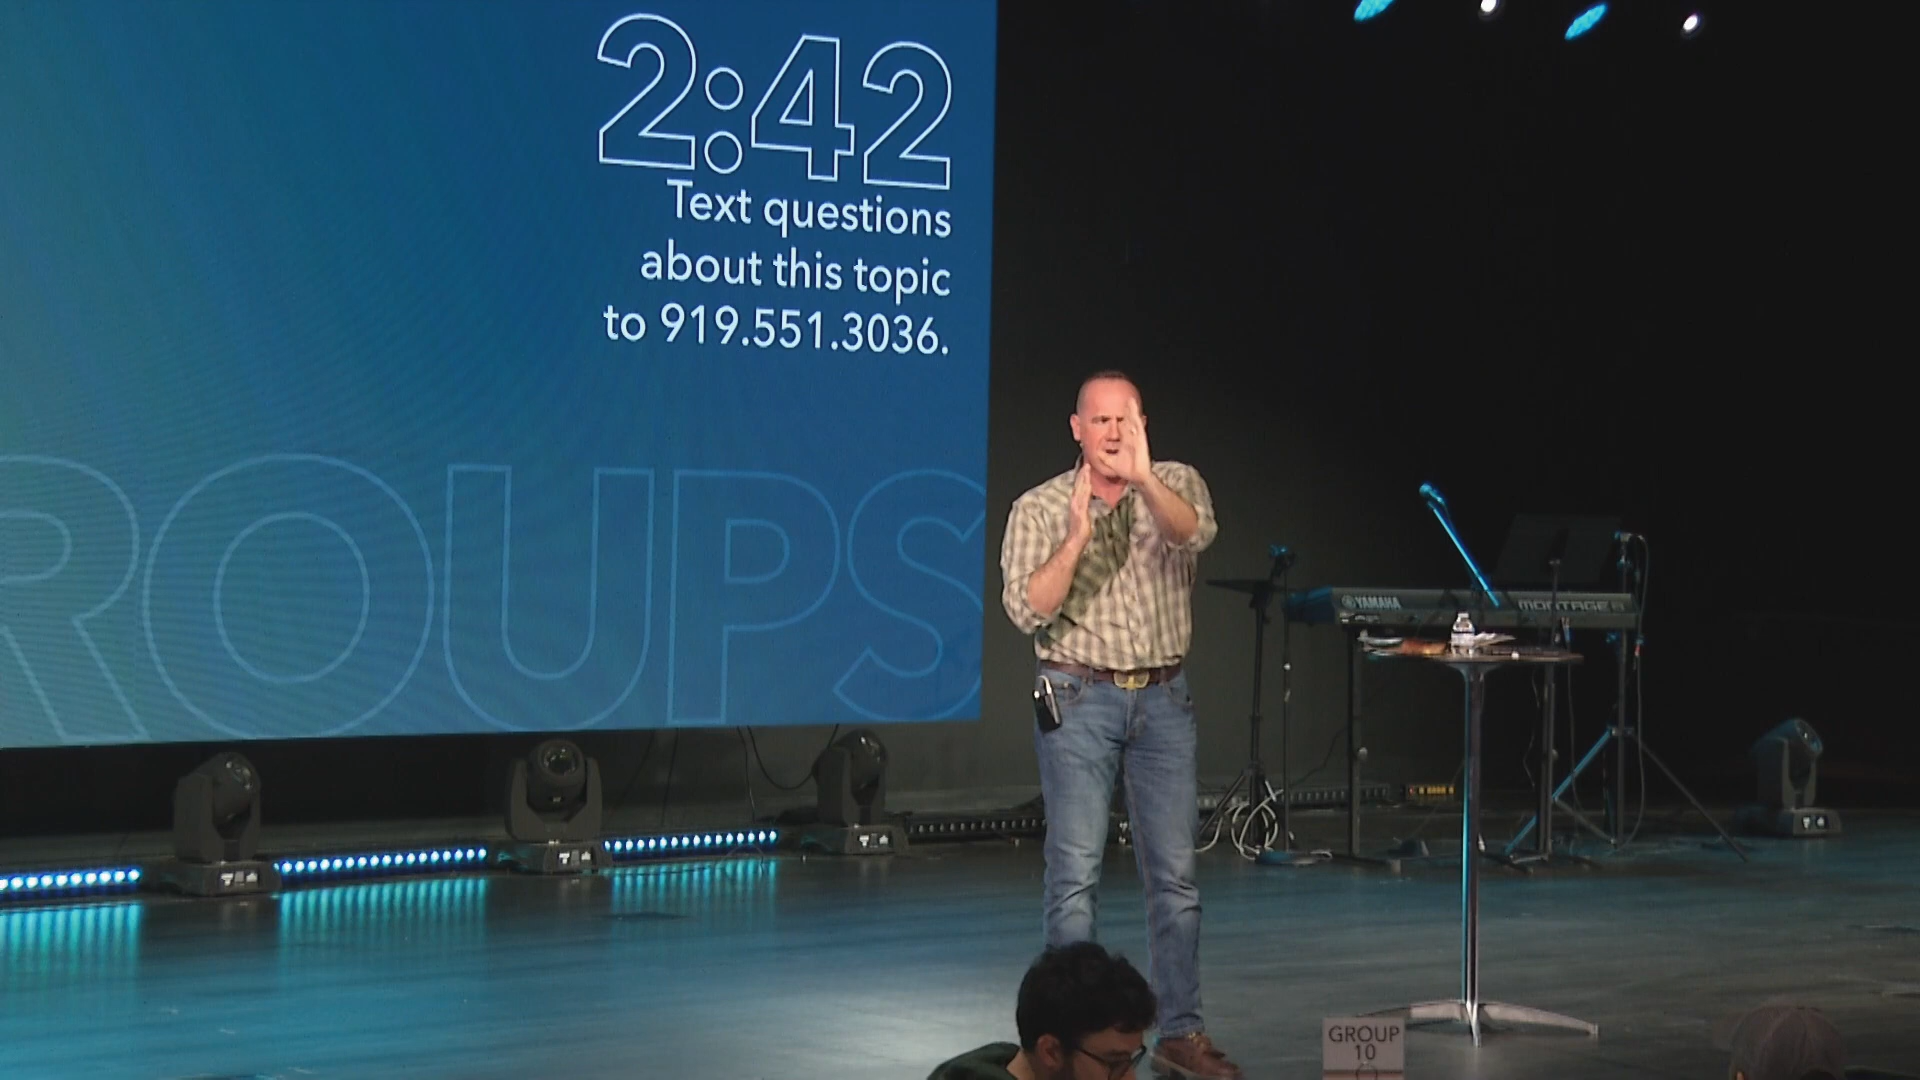 2:42
Text questions
about this topic
to 919.551.3036.
ROUPS
YAMAHA
MONTAGE
GROUP
10